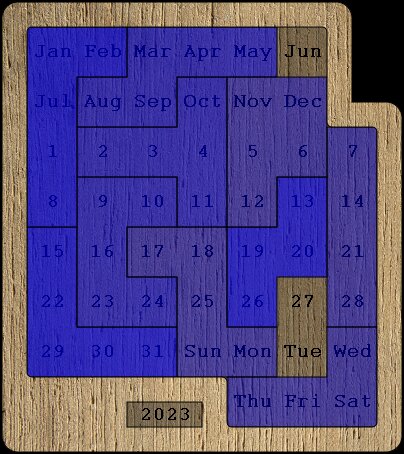 Jan Feb Mar Apr May Jun
Jul Aug Sep Oct Nov Dec
1 2 3 4 5 6 7
8 9 10 11 12 13 14
15 16 17 18 19 20 21
22 23 24 25 26 27 28
29 30 31 Sun Mon Tue Wed
Thu Fri Sat
2023